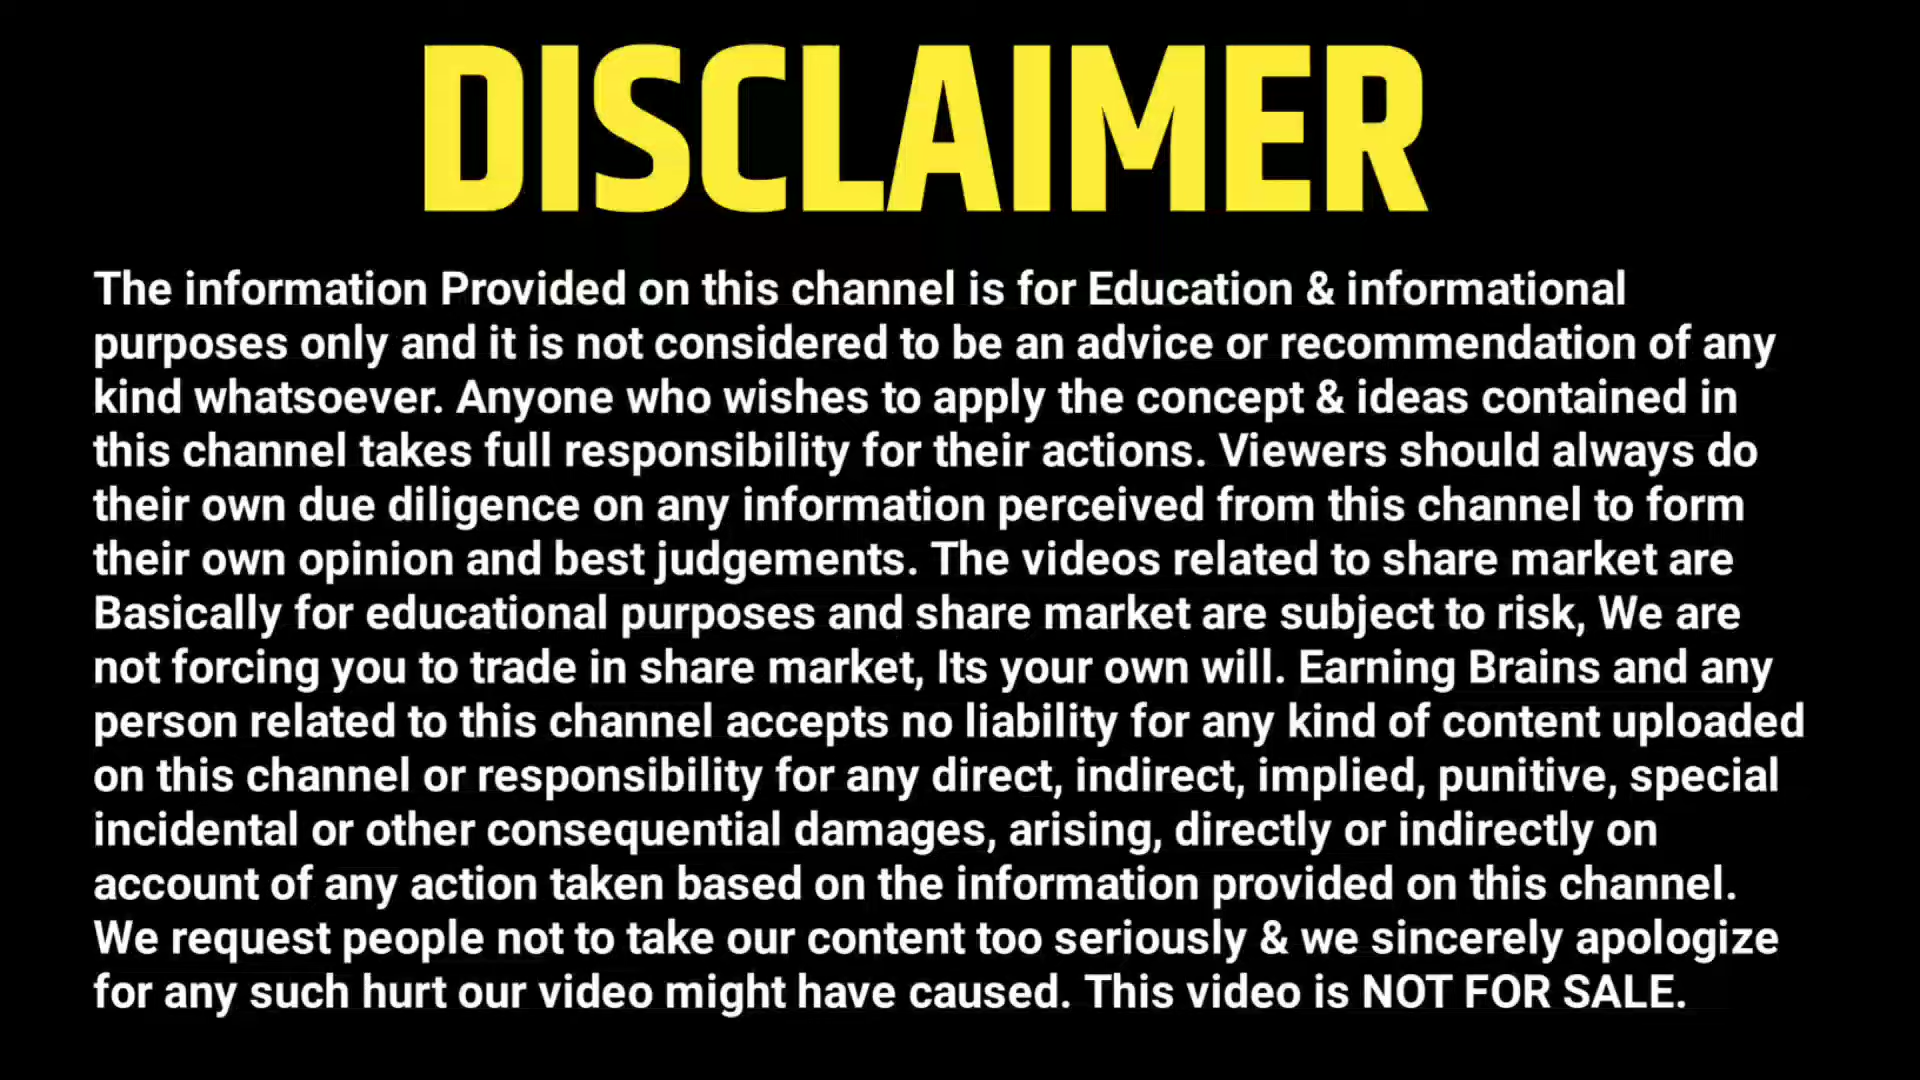 DISCLAIMER
The information Provided on this channel is for Education & informational
purposes only and it is not considered to be an advice or recommendation of any
kind whatsoever. Anyone who wishes to apply the concept & ideas contained in
this channel takes full responsibility for their actions. Viewers should always do
their own due diligence on any information perceived from this channel to form
their own opinion and best judgements. The videos related to share market are
Basically for educational purposes and share market are subject to risk, We are
not forcing you to trade in share market, Its your own will. Earning Brains and any
person related to this channel accepts no liability for any kind of content uploaded
on this channel or responsibility for any direct, indirect, implied, punitive, special
incidental or other consequential damages, arising, directly or indirectly on
account of any action taken based on the information provided on this channel.
We request people not to take our content too seriously & we sincerely apologize
for any such hurt our video might have caused. This video is NOT FOR SALE.